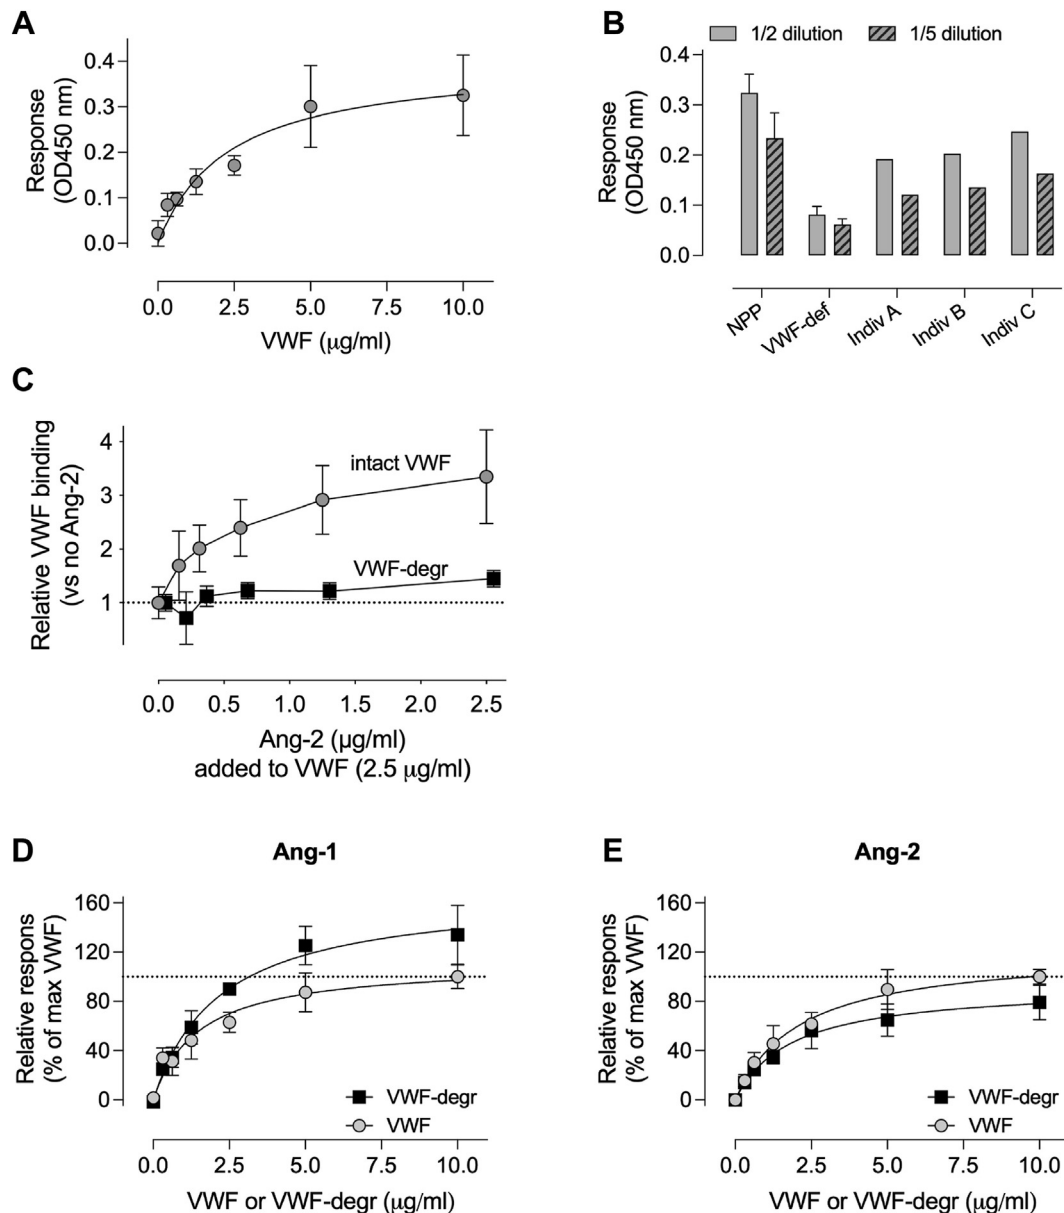 A
Response
(OD450 nm)
0.4
0.3
0.2
0.1
0.0
0.0 2.5 5.0 7.5 10.0
VWF (μg/ml)
B
1/2 dilution 1/5 dilution
Response
(OD450 nm)
0.4
0.3
0.2
0.1
0.0
NPP
VWF-def
Indiv A
Indiv B
Indiv C
C
Relative VWF binding
(vs no Ang-2)
4
3
2
1
intact VWF
VWF-degr
0.0 0.5 1.0 1.5 2.0 2.5
Ang-2 (μg/ml)
added to VWF (2.5 μg/ml)
D
Ang-1
Relative respons
(% of max VWF)
160
120
80
40
0
VWF-degr
VWF
0.0 2.5 5.0 7.5 10.0
VWF or VWF-degr (μg/ml)
E
Ang-2
Relative respons
(% of max VWF)
160
120
80
40
0
VWF-degr
VWF
0.0 2.5 5.0 7.5 10.0
VWF or VWF-degr (μg/ml)